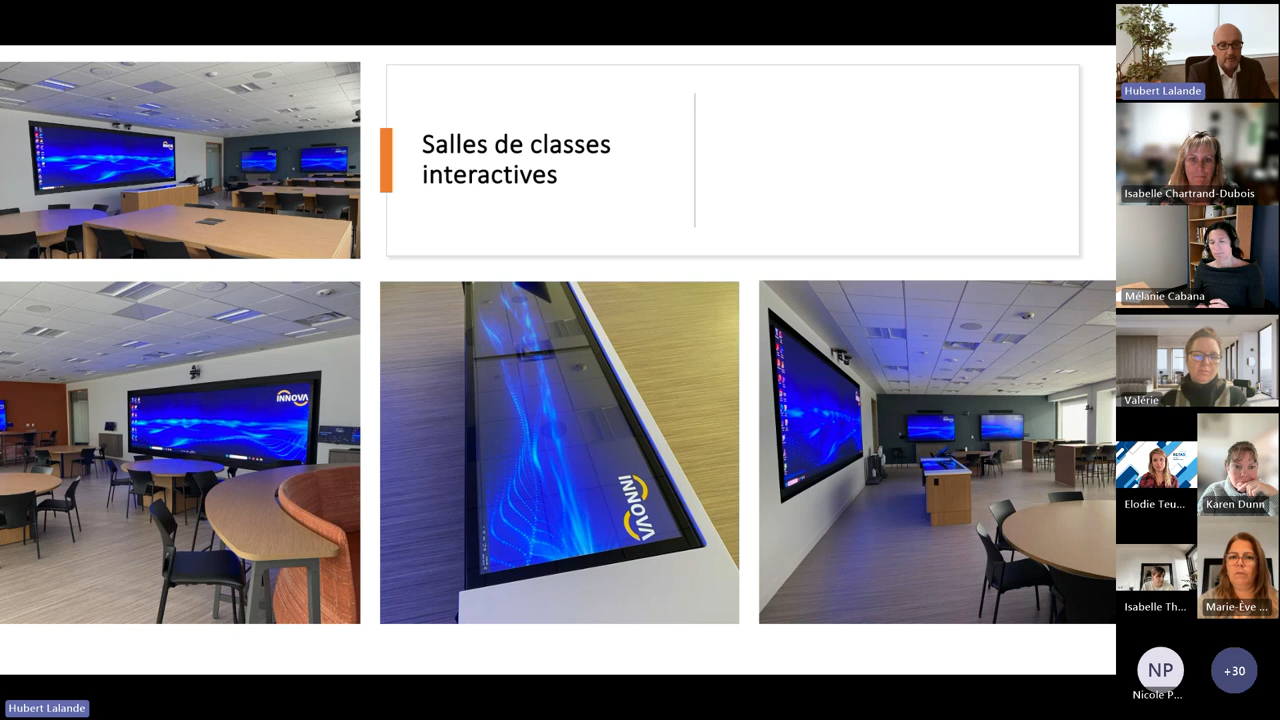 Salles de classes
interactives
INNOVA
INNOVA
Hubert Lalande
Isabelle Chartrand-Dubois
Mélanie Cabana
Valérie
Elodie Teu...
Karen Dunn
Isabelle Th...
Marie-Ève ...
NP
Nicole P...
+30
Hubert Lalande